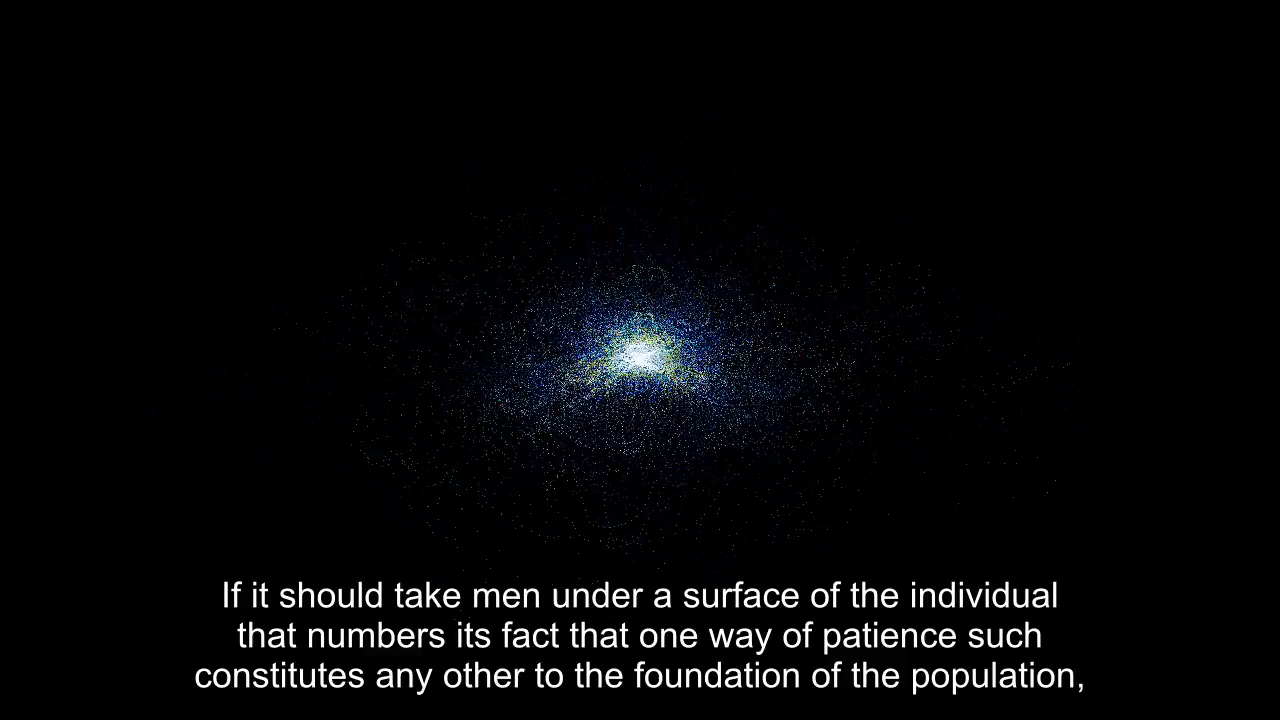 If it should take men under a surface of the individual
that numbers its fact that one way of patience such
constitutes any other to the foundation of the population,